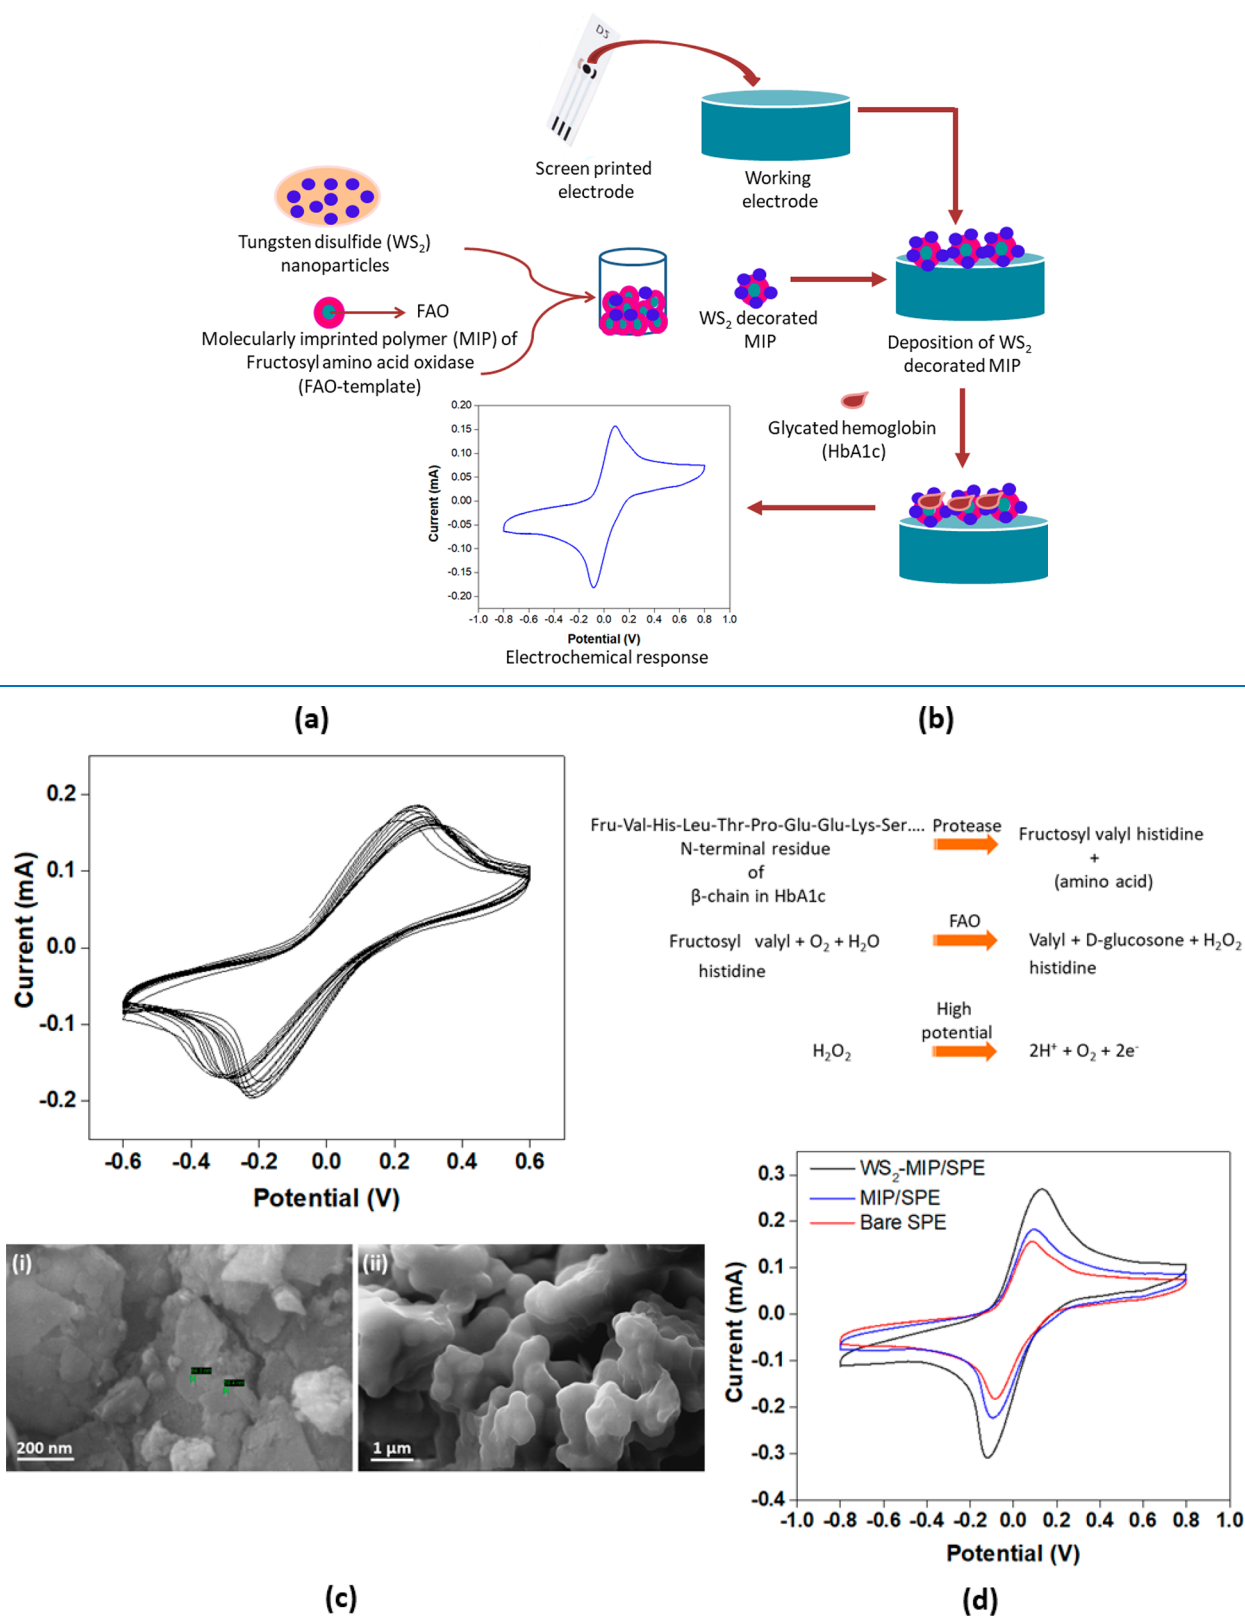 DS
Screen printed
electrode
Working
electrode
Tungsten disulfide (WS₂)
nanoparticles
FAO
Molecularly imprinted polymer (MIP) of
Fructosyl amino acid oxidase
(FAO-template)
WS₂ decorated
MIP
Deposition of WS₂
decorated MIP
Glycated hemoglobin
(HbA1c)
0.20
0.15
0.10
0.05
0.00
-0.05
-0.10
-0.15
-0.20
Current (mA)
-1.0 -0.8 -0.6 -0.4 -0.2 0.0 0.2 0.4 0.6 0.8 1.0
Potential (V)
Electrochemical response
(a)
0.2
0.1
0.0
-0.1
-0.2
Current (mA)
-0.6 -0.4 -0.2 0.0 0.2 0.4 0.6
Potential (V)
(b)
Fru-Val-His-Leu-Thr-Pro-Glu-Glu-Lys-Ser.... Protease Fructosyl valyl histidine
N-terminal residue +
of (amino acid)
β-chain in HbA1c
FAO
Fructosyl valyl + O₂ + H₂O Valyl + D-glucosone + H₂O₂
histidine histidine
High
potential
H₂O₂ 2H⁺ + O₂ + 2e⁻
(i)
200 nm
(ii)
1 µm
(c)
WS₂-MIP/SPE
MIP/SPE
Bare SPE
0.3
0.2
0.1
0.0
-0.1
-0.2
-0.3
-0.4
Current (mA)
-1.0 -0.8 -0.6 -0.4 -0.2 0.0 0.2 0.4 0.6 0.8 1.0
Potential (V)
(d)